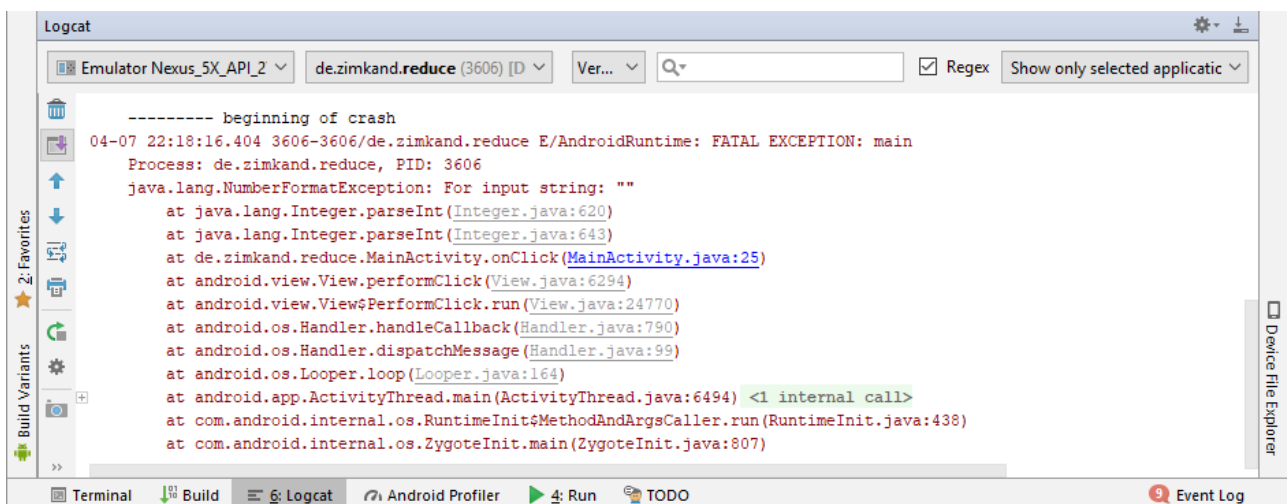 Logcat
Emulator Nexus_5X_API_2 de.zimkand.reduce (3606) [D Ver... Regex Show only selected applicatic
--------- beginning of crash
04-07 22:18:16.404 3606-3606/de.zimkand.reduce E/AndroidRuntime: FATAL EXCEPTION: main
Process: de.zimkand.reduce, PID: 3606
java.lang.NumberFormatException: For input string: ""
at java.lang.Integer.parseInt(Integer.java:620)
at java.lang.Integer.parseInt(Integer.java:643)
at de.zimkand.reduce.MainActivity.onClick(MainActivity.java:25)
at android.view.View.performClick(View.java:6294)
at android.view.View$PerformClick.run(View.java:24770)
at android.os.Handler.handleCallback(Handler.java:790)
at android.os.Handler.dispatchMessage(Handler.java:99)
at android.os.Looper.loop(Looper.java:164)
at android.app.ActivityThread.main(ActivityThread.java:6494) <1 internal call>
at com.android.internal.os.RuntimeInit$MethodAndArgsCaller.run(RuntimeInit.java:438)
at com.android.internal.os.ZygoteInit.main(ZygoteInit.java:807)
2: Favorites
Build Variants
Device File Explorer
Terminal Build 6: Logcat Android Profiler 4: Run TODO 9 Event Log